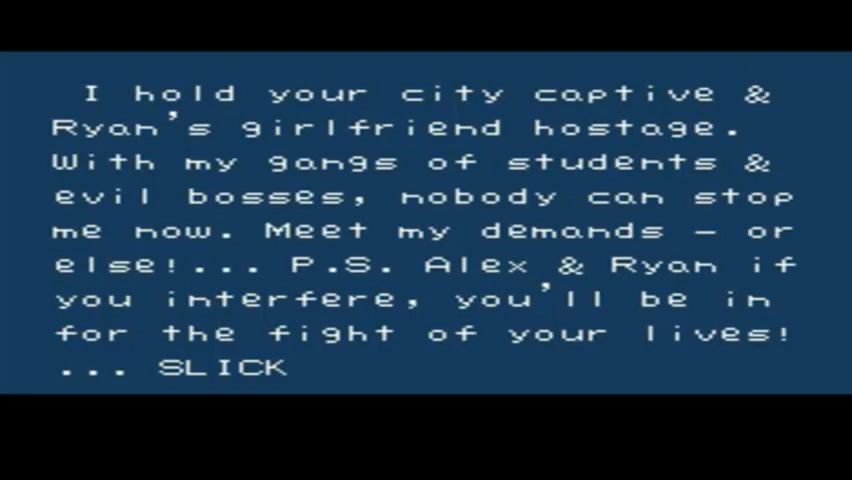 I hold your city captive &
Ryan's girlfriend hostage.
With my gangs of students &
evil bosses, nobody can stop
me now. Meet my demands - or
else!... P.S. Alex & Ryan if
you interfere, you'll be in
for the fight of your lives!
... SLICK